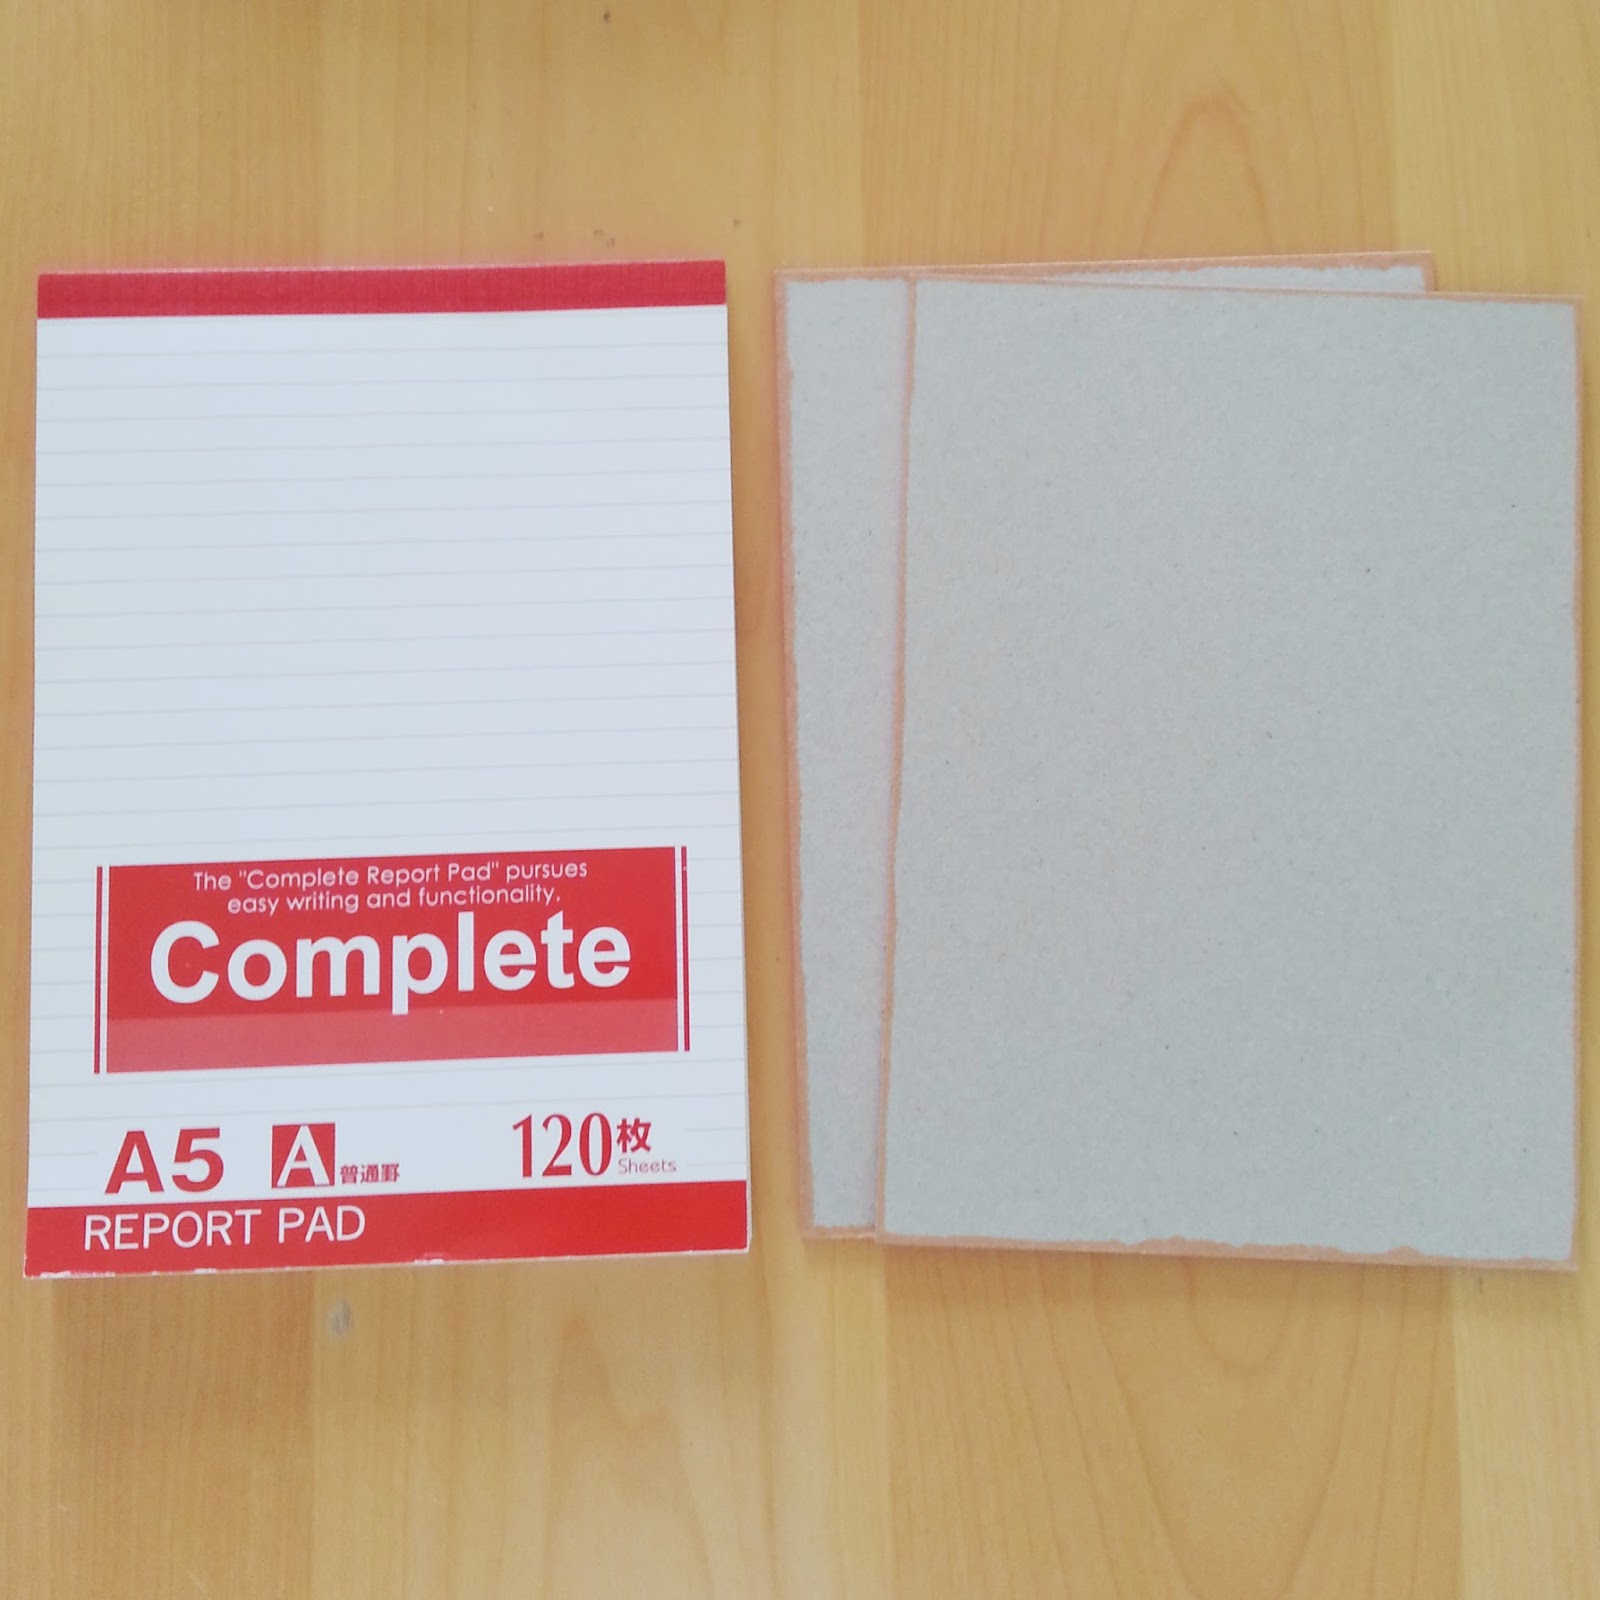 The "Complete Report Pad" pursues
easy writing and functionality.
Complete
A5 A 普通罫 120枚
Sheets
REPORT PAD